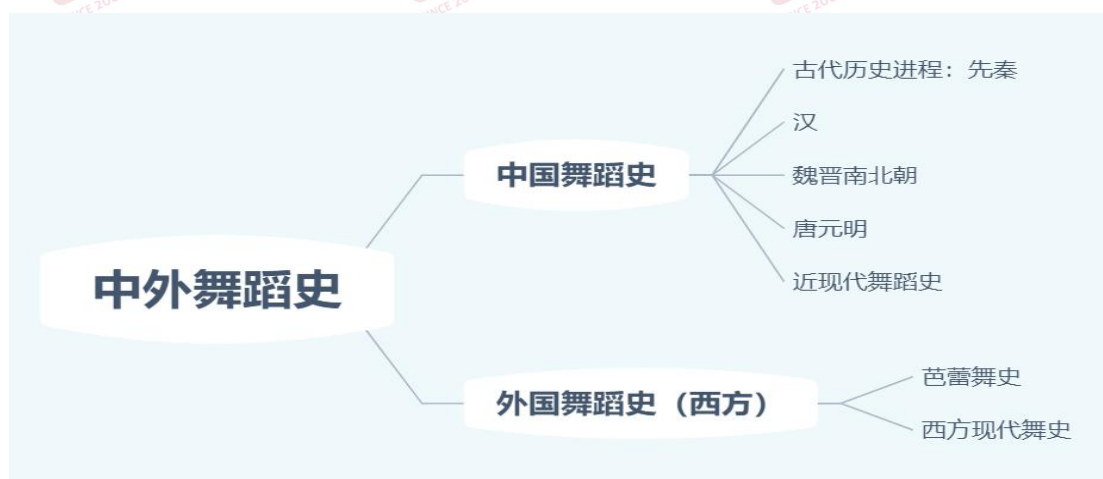 古代历史进程：先秦
汉
中国舞蹈史
魏晋南北朝
唐元明
近现代舞蹈史
中外舞蹈史
外国舞蹈史（西方）
芭蕾舞史
西方现代舞史